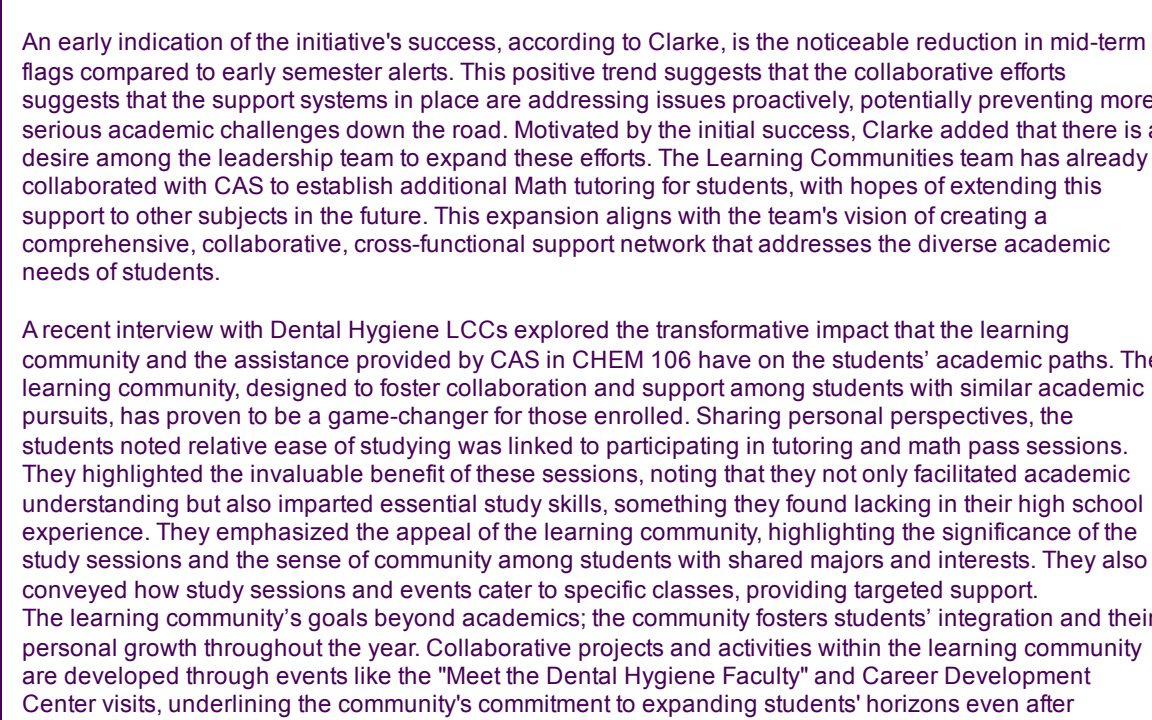 An early indication of the initiative's success, according to Clarke, is the noticeable reduction in mid-term
flags compared to early semester alerts. This positive trend suggests that the collaborative efforts
suggests that the support systems in place are addressing issues proactively, potentially preventing more
serious academic challenges down the road. Motivated by the initial success, Clarke added that there is a
desire among the leadership team to expand these efforts. The Learning Communities team has already
collaborated with CAS to establish additional Math tutoring for students, with hopes of extending this
support to other subjects in the future. This expansion aligns with the team's vision of creating a
comprehensive, collaborative, cross-functional support network that addresses the diverse academic
needs of students.
A recent interview with Dental Hygiene LCCs explored the transformative impact that the learning
community and the assistance provided by CAS in CHEM 106 have on the students’ academic paths. The
learning community, designed to foster collaboration and support among students with similar academic
pursuits, has proven to be a game-changer for those enrolled. Sharing personal perspectives, the
students noted relative ease of studying was linked to participating in tutoring and math pass sessions.
They highlighted the invaluable benefit of these sessions, noting that they not only facilitated academic
understanding but also imparted essential study skills, something they found lacking in their high school
experience. They emphasized the appeal of the learning community, highlighting the significance of the
study sessions and the sense of community among students with shared majors and interests. They also
conveyed how study sessions and events cater to specific classes, providing targeted support.
The learning community’s goals beyond academics; the community fosters students’ integration and their
personal growth throughout the year. Collaborative projects and activities within the learning community
are developed through events like the "Meet the Dental Hygiene Faculty" and Career Development
Center visits, underlining the community's commitment to expanding students' horizons even after